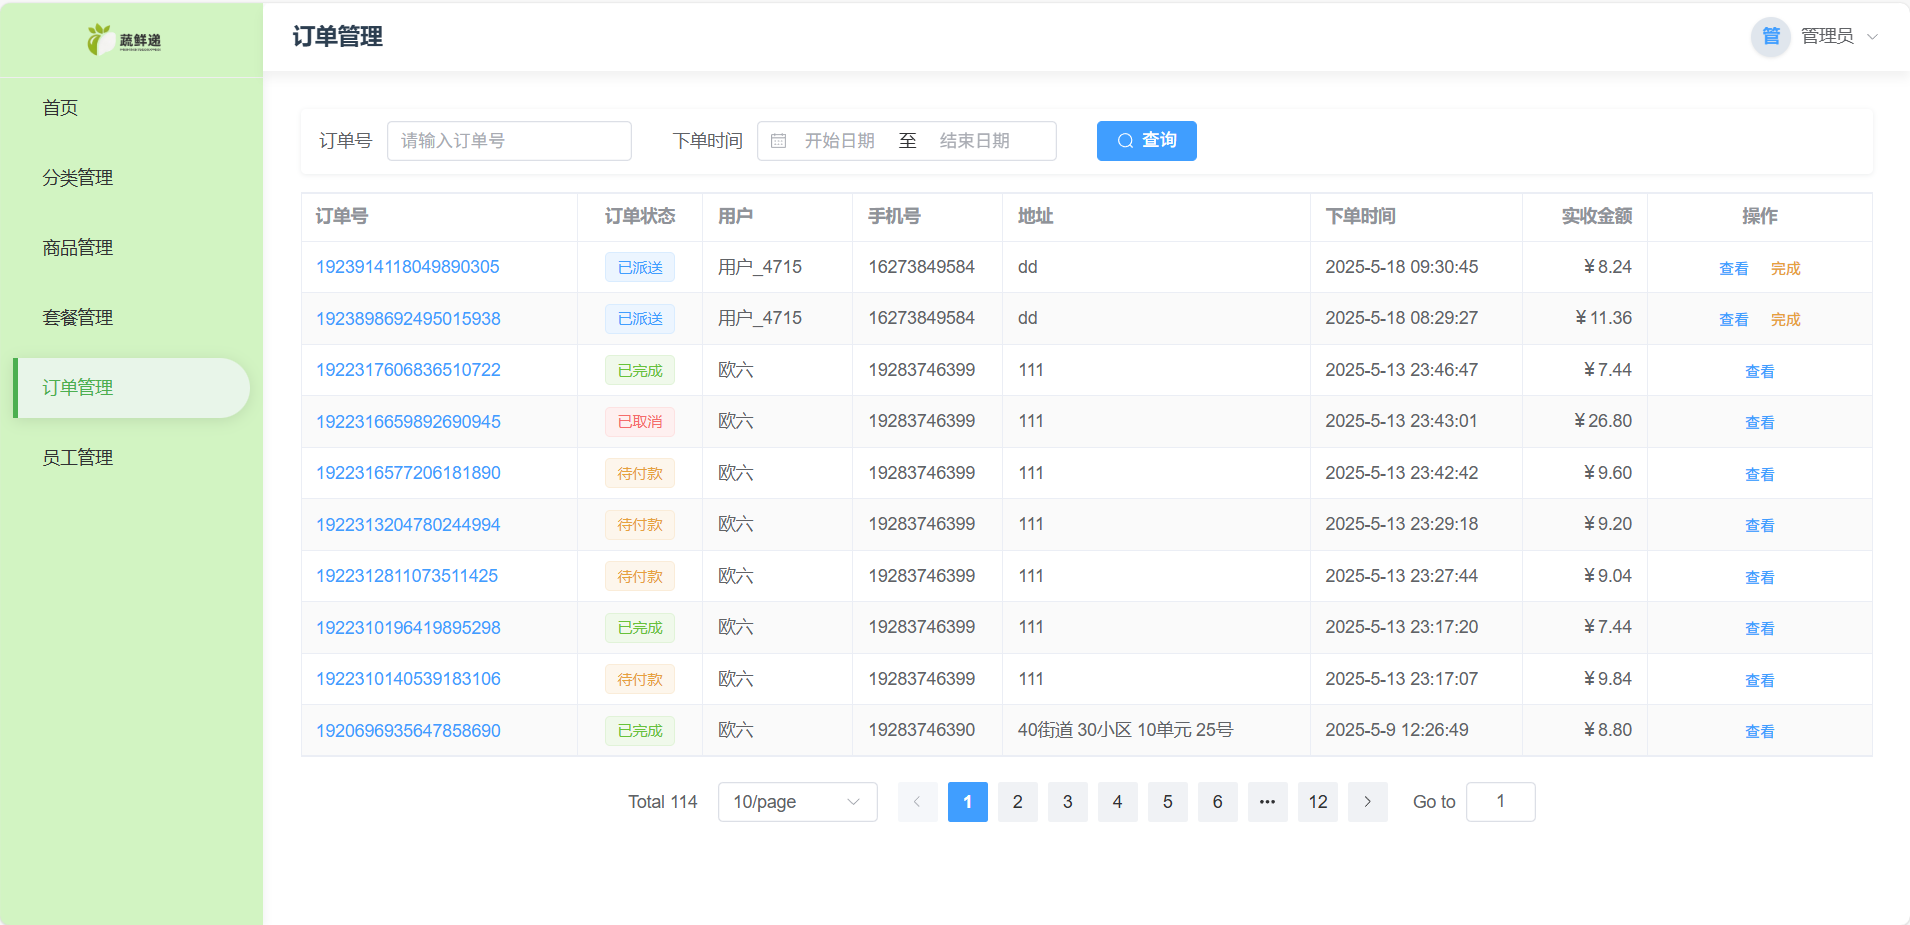 蔬鲜递
订单管理
管 管理员
首页
分类管理
商品管理
套餐管理
订单管理
员工管理
订单号 请输入订单号 下单时间 开始日期 至 结束日期 查询
订单号 订单状态 用户 手机号 地址 下单时间 实收金额 操作
1923914118049890305 已派送 用户_4715 16273849584 dd 2025-5-18 09:30:45 ¥8.24 查看 完成
1923898692495015938 已派送 用户_4715 16273849584 dd 2025-5-18 08:29:27 ¥11.36 查看 完成
1922317606836510722 已完成 欧六 19283746399 111 2025-5-13 23:46:47 ¥7.44 查看
1922316659892690945 已取消 欧六 19283746399 111 2025-5-13 23:43:01 ¥26.80 查看
1922316577206181890 待付款 欧六 19283746399 111 2025-5-13 23:42:42 ¥9.60 查看
1922313204780244994 待付款 欧六 19283746399 111 2025-5-13 23:29:18 ¥9.20 查看
1922312811073511425 待付款 欧六 19283746399 111 2025-5-13 23:27:44 ¥9.04 查看
1922310196419895298 已完成 欧六 19283746399 111 2025-5-13 23:17:20 ¥7.44 查看
1922310140539183106 待付款 欧六 19283746399 111 2025-5-13 23:17:07 ¥9.84 查看
1920696935647858690 已完成 欧六 19283746390 40街道 30小区 10单元 25号 2025-5-9 12:26:49 ¥8.80 查看
Total 114 10/page 1 2 3 4 5 6 ••• 12 Go to 1